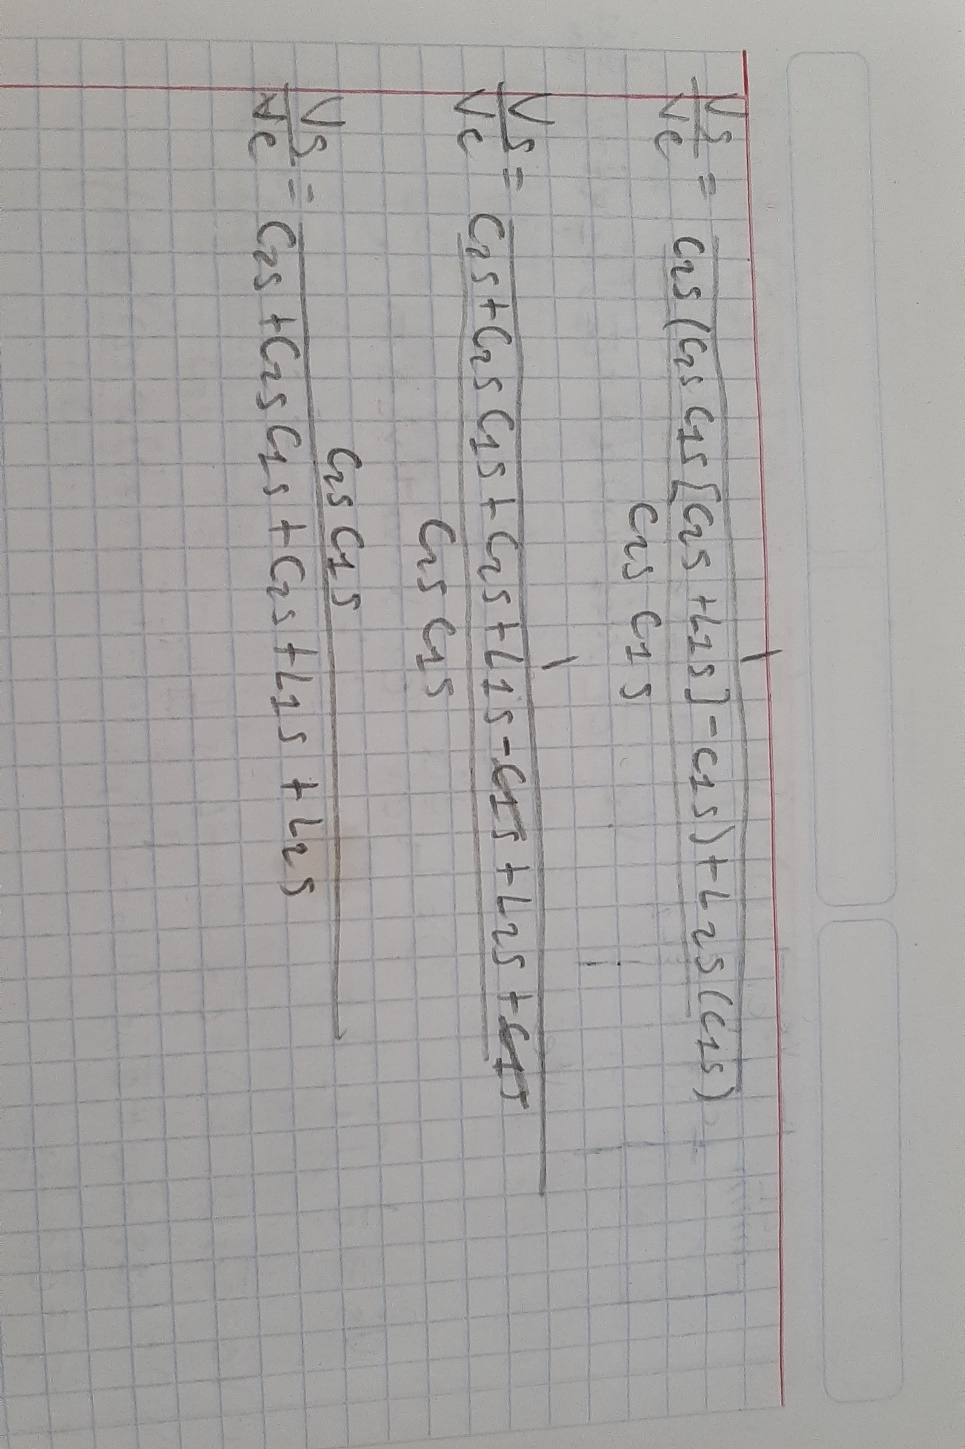 1
Vs/Ve = C2s(C2s C1s[C2s+L1s]-C1s)+L2s(C1s) =
C2s C1s
1
Vs/Ve = C2s+C2s C1s+C2s+L1s-C1s+L2s+C1s
C2s C1s
C2s C1s
Vs/Ve = C2s+C2s C1s+C2s+L1s+L2s